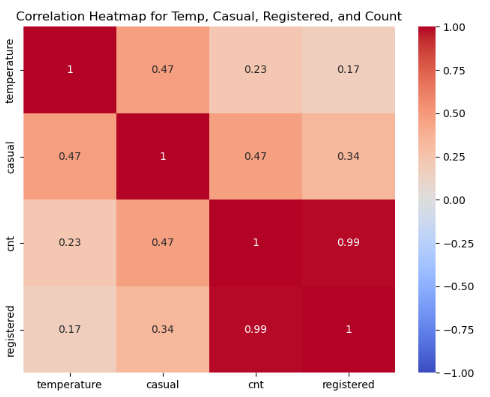 Correlation Heatmap for Temp, Casual, Registered, and Count
temperature
1
0.47
0.23
0.17
casual
0.47
1
0.47
0.34
cnt
0.23
0.47
1
0.99
registered
0.17
0.34
0.99
1
temperature
casual
cnt
registered
1.00
0.75
0.50
0.25
0.00
−0.25
−0.50
−0.75
−1.00